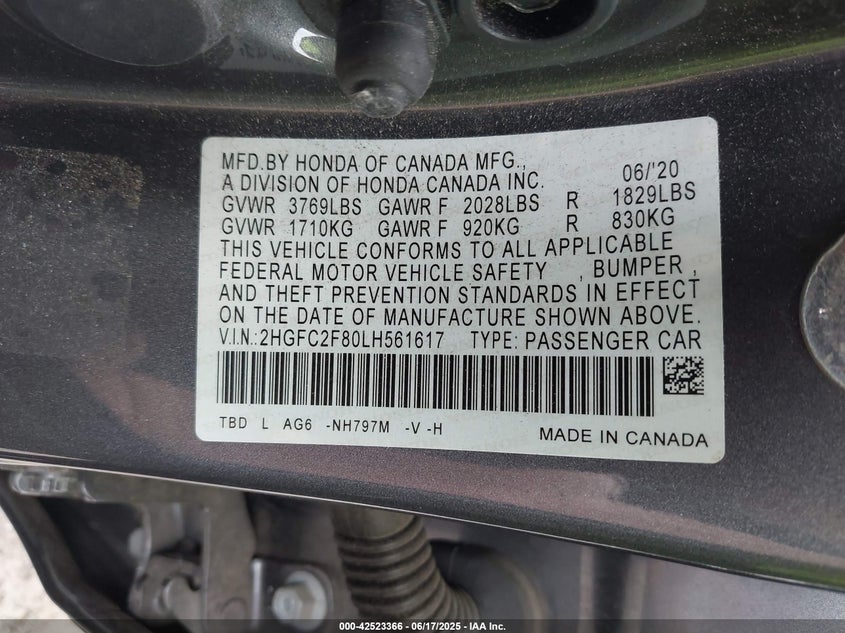 MFD.BY HONDA OF CANADA MFG., 06/'20
A DIVISION OF HONDA CANADA INC.
GVWR 3769LBS GAWR F 2028LBS R 1829LBS
GVWR 1710KG GAWR F 920KG R 830KG
THIS VEHICLE CONFORMS TO ALL APPLICABLE
FEDERAL MOTOR VEHICLE SAFETY , BUMPER ,
AND THEFT PREVENTION STANDARDS IN EFFECT
ON THE DATE OF MANUFACTURE SHOWN ABOVE.
V.I.N.:2HGFC2F80LH561617 TYPE: PASSENGER CAR
TBD L AG6 -NH797M -V -H
MADE IN CANADA
000-42523366 - 06/17/2025 - IAA Inc.